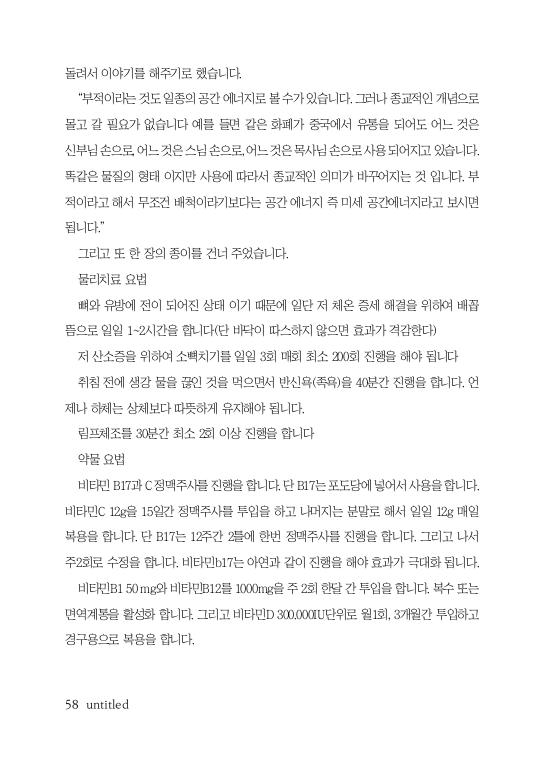 돌려서 이야기를 해주기로 했습니다.
“부적이라는 것도 일종의 공간 에너지로 볼 수가 있습니다. 그러나 종교적인 개념으로
몰고 갈 필요가 없습니다 예를 들면 같은 화폐가 중국에서 유통을 되어도 어느 것은
신부님 손으로, 어느 것은 스님 손으로, 어느 것은 목사님 손으로 사용 되어지고 있습니다.
똑같은 물질의 형태 이지만 사용에 따라서 종교적인 의미가 바꾸어지는 것 입니다. 부
적이라고 해서 무조건 배척이라기보다는 공간 에너지 즉 미세 공간에너지라고 보시면
됩니다.”
그리고 또 한 장의 종이를 건너 주었습니다.
물리치료 요법
뼈와 유방에 전이 되어진 상태 이기 때문에 일단 저 체온 증세 해결을 위하여 배꼽
뜸으로 일일 1~2시간을 합니다(단 바닥이 따스하지 않으면 효과가 격감한다)
저 산소증을 위하여 소빽치기를 일일 3회 매회 최소 200회 진행을 해야 됩니다
취침 전에 생강 물을 끊인 것을 먹으면서 반신욕(족욕)을 40분간 진행을 합니다. 언
제나 하체는 상체보다 따뜻하게 유지해야 됩니다.
림프체조를 30분간 최소 2회 이상 진행을 합니다
약물 요법
비타민 B17과 C 정맥주사를 진행을 합니다. 단 B17는 포도당에 넣어서 사용을 합니다.
비타민C 12g을 15일간 정맥주사를 투입을 하고 나머지는 분말로 해서 일일 12g 매일
복용을 합니다. 단 B17는 12주간 2틀에 한번 정맥주사를 진행을 합니다. 그리고 나서
주2회로 수정을 합니다. 비타민b17는 아연과 같이 진행을 해야 효과가 극대화 됩니다.
비타민B1 50 mg와 비타민B12를 1000mg을 주 2회 한달 간 투입을 합니다. 복수 또는
면역계통을 활성화 합니다. 그리고 비타민D 300.000IU단위로 월1회, 3개월간 투입하고
경구용으로 복용을 합니다.
58 untitled